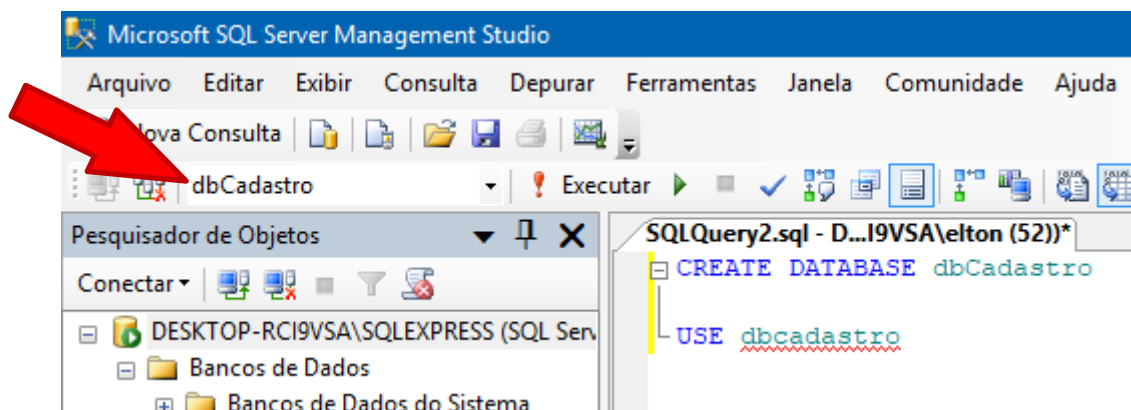 Microsoft SQL Server Management Studio
Arquivo Editar Exibir Consulta Depurar Ferramentas Janela Comunidade Ajuda
Nova Consulta
dbCadastro Executar
Pesquisador de Objetos
SQLQuery2.sql - D...I9VSA\elton (52))*
Conectar
CREATE DATABASE dbCadastro
DESKTOP-RCI9VSA\SQLEXPRESS (SQL Serv
USE dbcadastro
Bancos de Dados
Bancos de Dados do Sistema